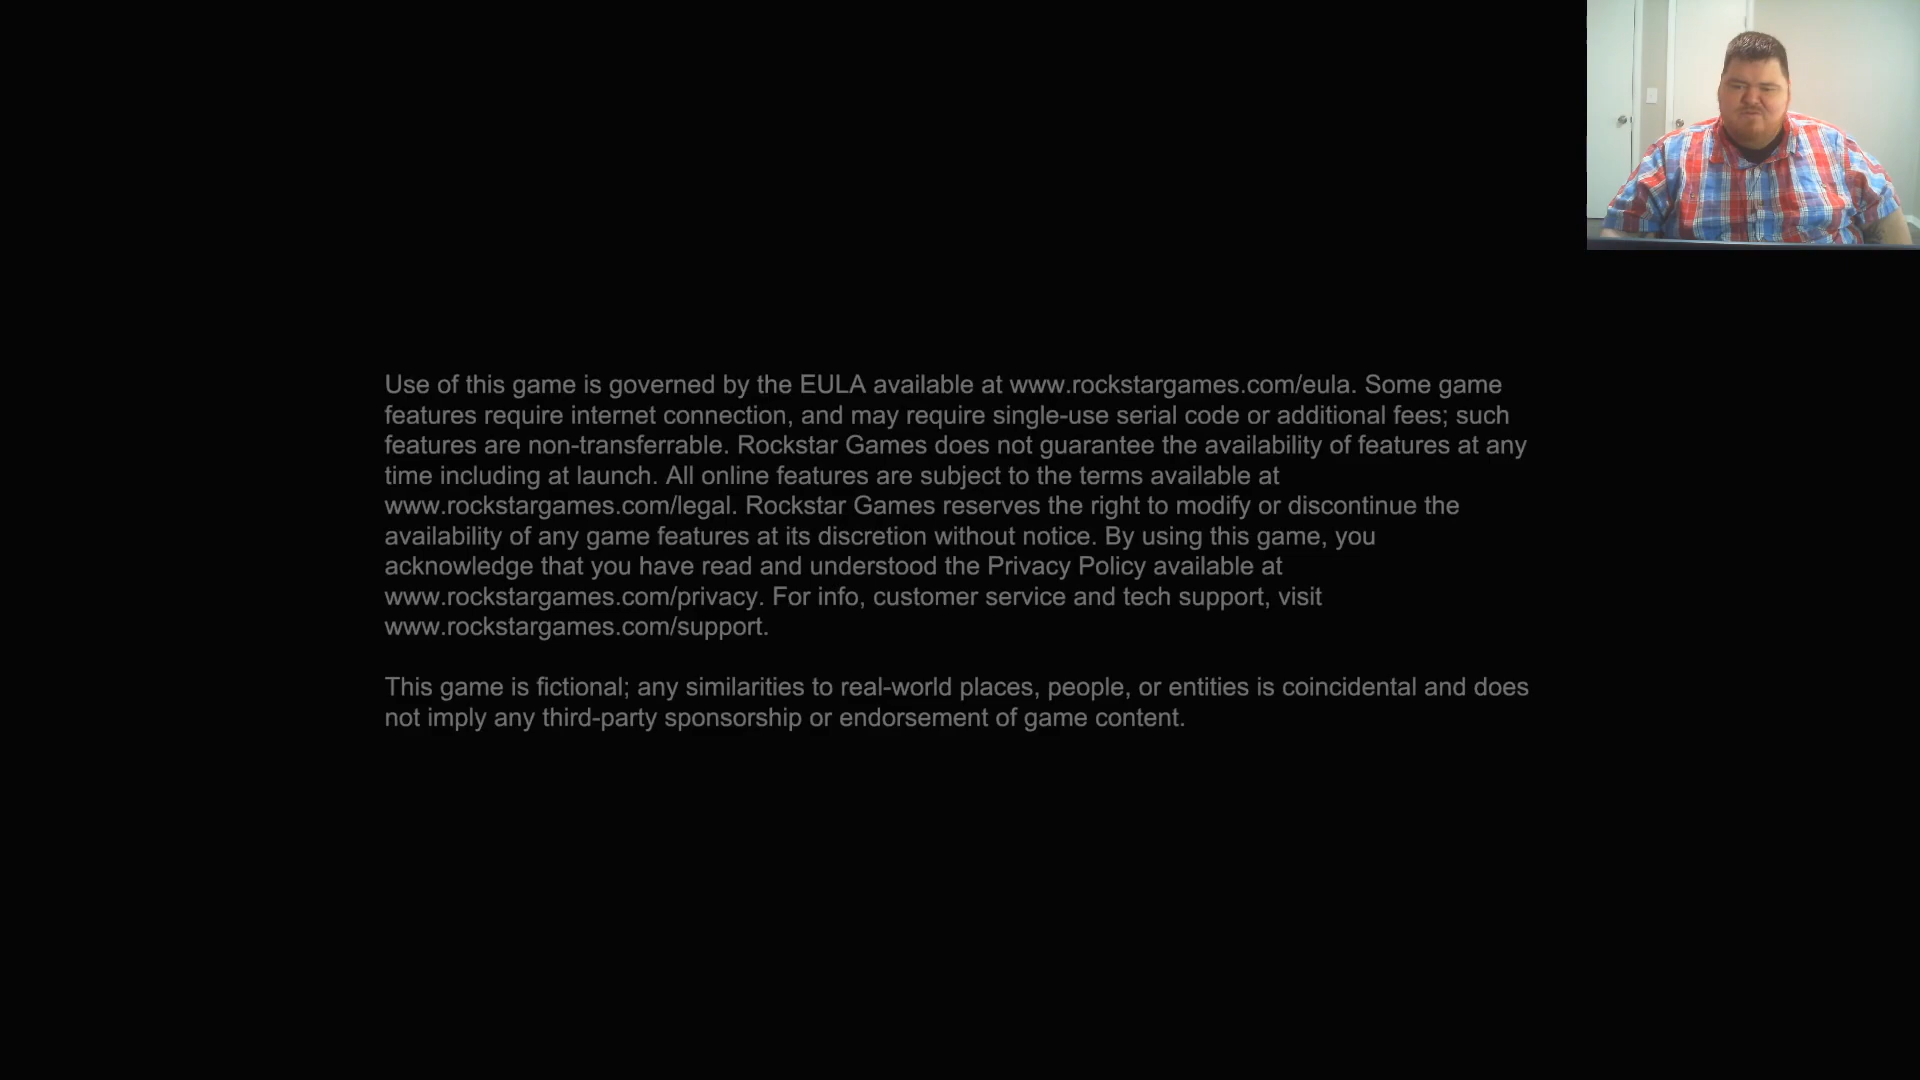 Use of this game is governed by the EULA available at www.rockstargames.com/eula. Some game
features require internet connection, and may require single-use serial code or additional fees; such
features are non-transferrable. Rockstar Games does not guarantee the availability of features at any
time including at launch. All online features are subject to the terms available at
www.rockstargames.com/legal. Rockstar Games reserves the right to modify or discontinue the
availability of any game features at its discretion without notice. By using this game, you
acknowledge that you have read and understood the Privacy Policy available at
www.rockstargames.com/privacy. For info, customer service and tech support, visit
www.rockstargames.com/support.
This game is fictional; any similarities to real-world places, people, or entities is coincidental and does
not imply any third-party sponsorship or endorsement of game content.